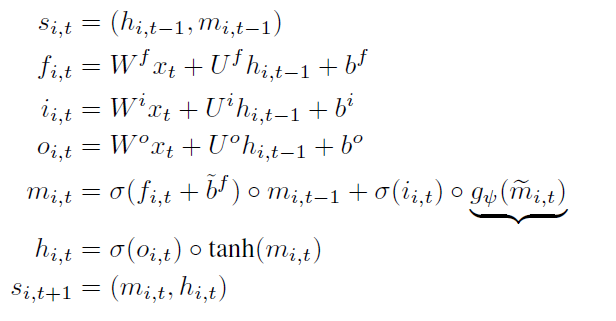 s_{i,t} = (h_{i,t−1}, m_{i,t−1})
f_{i,t} = W^f x_t + U^f h_{i,t−1} + b^f
i_{i,t} = W^i x_t + U^i h_{i,t−1} + b^i
o_{i,t} = W^o x_t + U^o h_{i,t−1} + b^o
m_{i,t} = σ(f_{i,t} + b̃^f) ∘ m_{i,t−1} + σ(i_{i,t}) ∘ g_ψ(m̃_{i,t})
h_{i,t} = σ(o_{i,t}) ∘ tanh(m_{i,t})
s_{i,t+1} = (m_{i,t}, h_{i,t})